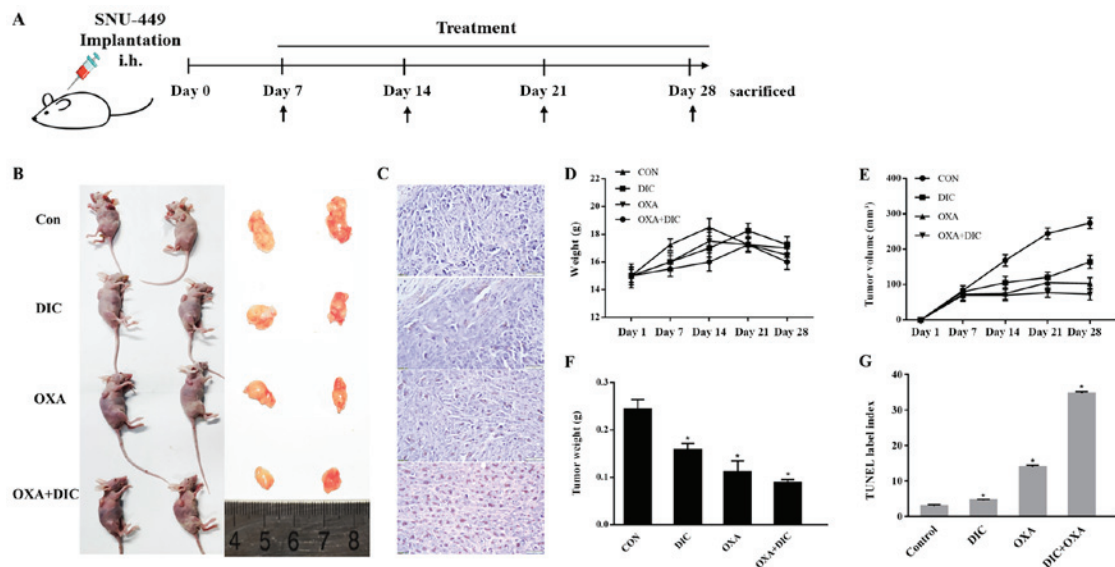 A
SNU-449
Implantation
i.h.
Treatment
Day 0
Day 7
Day 14
Day 21
Day 28
sacrificed
B
Con
DIC
OXA
OXA+DIC
4 5 6 7 8
C
D
CON
DIC
OXA
OXA+DIC
Weight (g)
22
20
18
16
14
12
Day 1 Day 7 Day 14 Day 21 Day 28
E
CON
DIC
OXA
OXA+DIC
Tumor volume (mm³)
400
300
200
100
0
Day 1 Day 7 Day 14 Day 21 Day 28
F
Tumor weight (g)
0.3
0.2
0.1
0.0
* * *
CON DIC OXA OXA+DIC
G
TUNEL label index
40
30
20
10
0
* * *
Control DIC OXA DIC+OXA